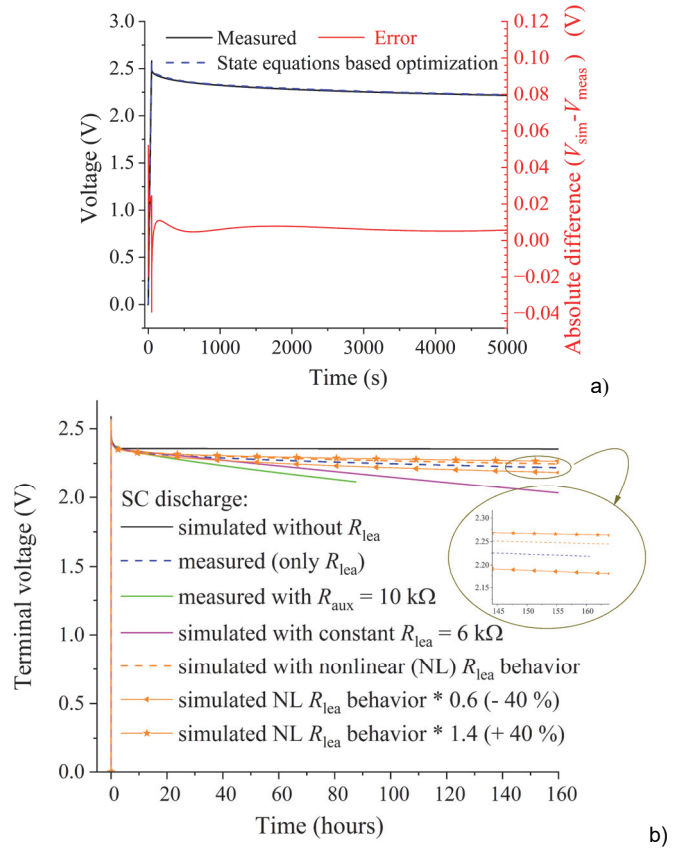 a)
Measured Error
State equations based optimization
Voltage (V)
3.0
2.5
2.0
1.5
1.0
0.5
0.0
0.12
0.10
0.08
0.06
0.04
0.02
0.00
−0.02
−0.04
Absolute difference (Vsim-Vmeas) (V)
0 1000 2000 3000 4000 5000
Time (s)
a)
Terminal voltage (V)
2.5
2.0
1.5
1.0
0.5
0.0
SC discharge:
simulated without Rlea
measured (only Rlea)
measured with Raux = 10 kΩ
simulated with constant Rlea = 6 kΩ
simulated with nonlinear (NL) Rlea behavior
simulated NL Rlea behavior * 0.6 (- 40 %)
simulated NL Rlea behavior * 1.4 (+ 40 %)
2.30
2.25
2.20
2.15
145 150 155 160
0 20 40 60 80 100 120 140 160
Time (hours)
b)